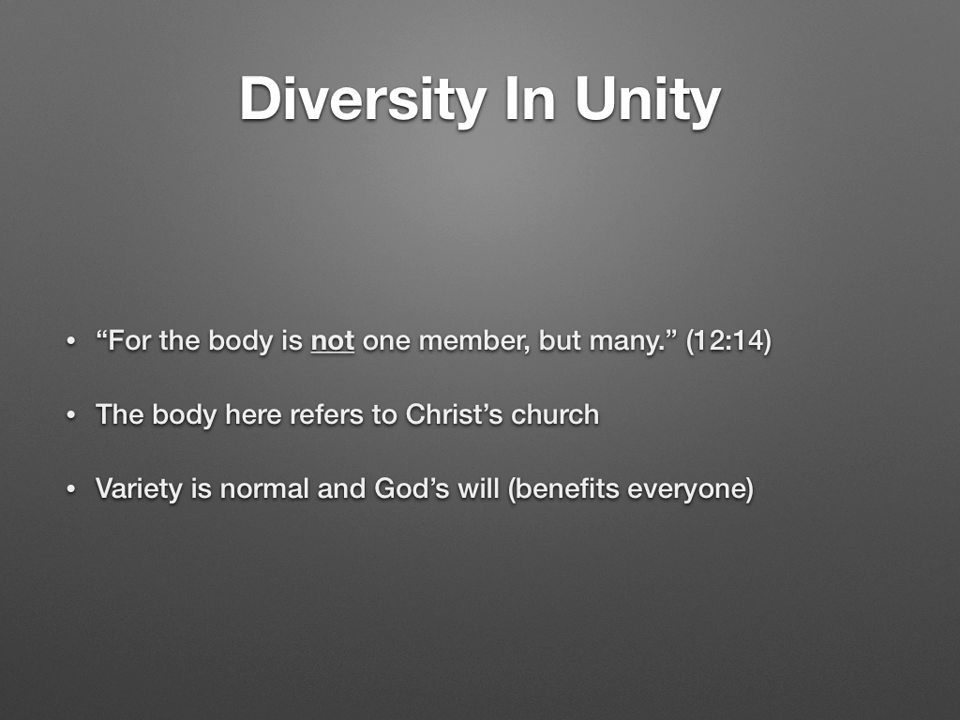 Diversity In Unity
• “For the body is not one member, but many.” (12:14)
• The body here refers to Christ’s church
• Variety is normal and God’s will (benefits everyone)